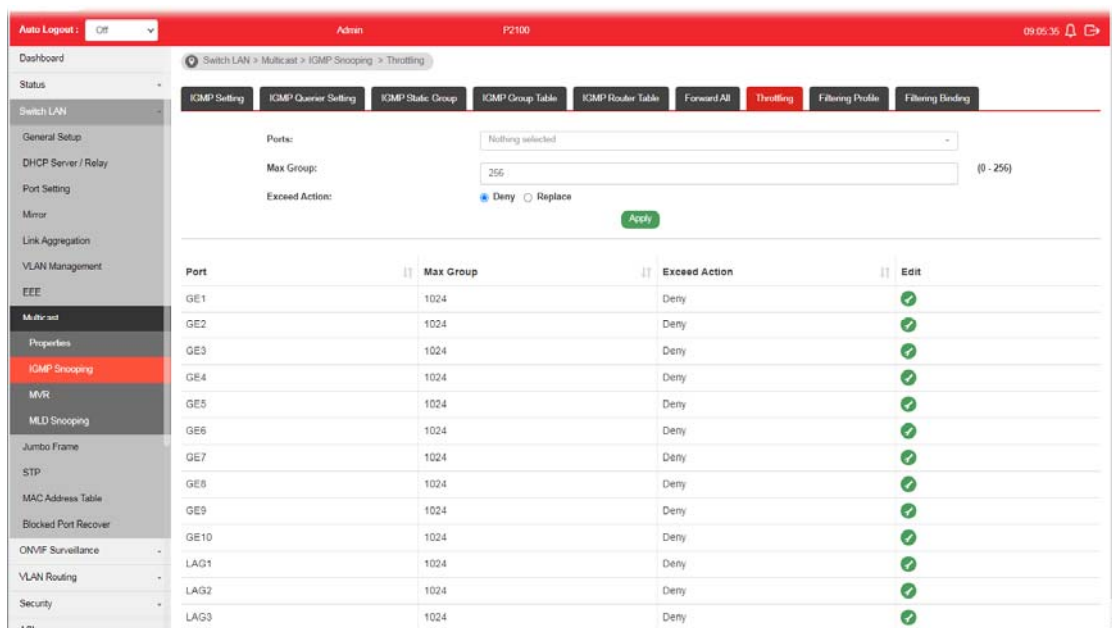 Auto Logout : Off Admin P2100 09:05:35
Dashboard
Status
Switch LAN
General Setup
DHCP Server / Relay
Port Setting
Mirror
Link Aggregation
VLAN Management
EEE
Multicast
Properties
IGMP Snooping
MVR
MLD Snooping
Jumbo Frame
STP
MAC Address Table
Blocked Port Recover
ONVIF Surveillance
VLAN Routing
Security
Switch LAN > Multicast > IGMP Snooping > Throttling
IGMP Setting IGMP Querier Setting IGMP Static Group IGMP Group Table IGMP Router Table Forward All Throttling Filtering Profile Filtering Binding
Ports: Nothing selected
Max Group: 256 (0 - 256)
Exceed Action: Deny Replace
Apply
Port Max Group Exceed Action Edit
GE1 1024 Deny
GE2 1024 Deny
GE3 1024 Deny
GE4 1024 Deny
GE5 1024 Deny
GE6 1024 Deny
GE7 1024 Deny
GE8 1024 Deny
GE9 1024 Deny
GE10 1024 Deny
LAG1 1024 Deny
LAG2 1024 Deny
LAG3 1024 Deny